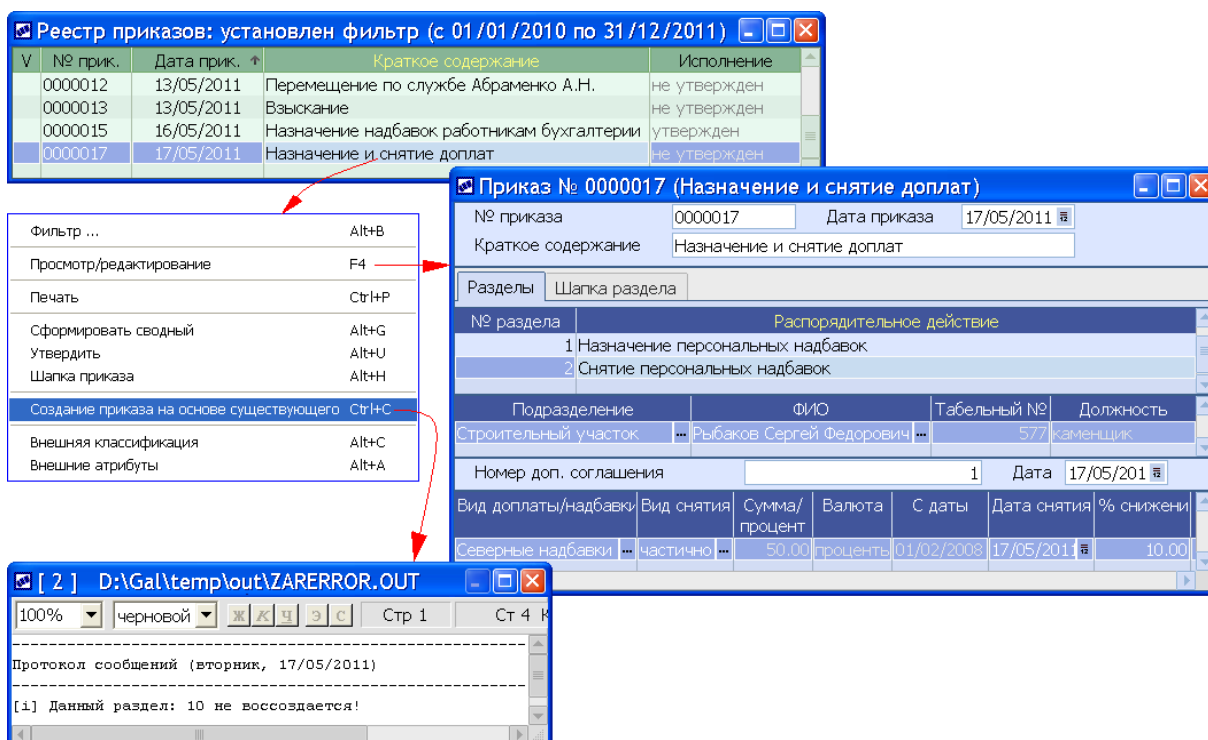 Реестр приказов: установлен фильтр (с 01/01/2010 по 31/12/2011)
V № прик. Дата прик. Краткое содержание Исполнение
0000012 13/05/2011 Перемещение по службе Абраменко А.Н. не утвержден
0000013 13/05/2011 Взыскание не утвержден
0000015 16/05/2011 Назначение надбавок работникам бухгалтерии утвержден
0000017 17/05/2011 Назначение и снятие доплат не утвержден
Фильтр ... Alt+B
Просмотр/редактирование F4
Печать Ctrl+P
Сформировать сводный Alt+G
Утвердить Alt+U
Шапка приказа Alt+H
Создание приказа на основе существующего Ctrl+C
Внешняя классификация Alt+C
Внешние атрибуты Alt+A
Приказ № 0000017 (Назначение и снятие доплат)
№ приказа 0000017 Дата приказа 17/05/2011
Краткое содержание Назначение и снятие доплат
Разделы Шапка раздела
№ раздела Распорядительное действие
1 Назначение персональных надбавок
2 Снятие персональных надбавок
Подразделение ФИО Табельный № Должность
Строительный участок Рыбаков Сергей Федорович 577 каменщик
Номер доп. соглашения 1 Дата 17/05/201
Вид доплаты/надбавки Вид снятия Сумма/ Валюта С даты Дата снятия % снижени
процент
Северные надбавки частично 50.00 проценты 01/02/2008 17/05/2011 10.00
[ 2 ] D:\Gal\temp\out\ZARERROR.OUT
100% черновой Ж К Ч Э С Стр 1 Ст 4 К
Протокол сообщений (вторник, 17/05/2011)
[i] Данный раздел: 10 не воссоздается!